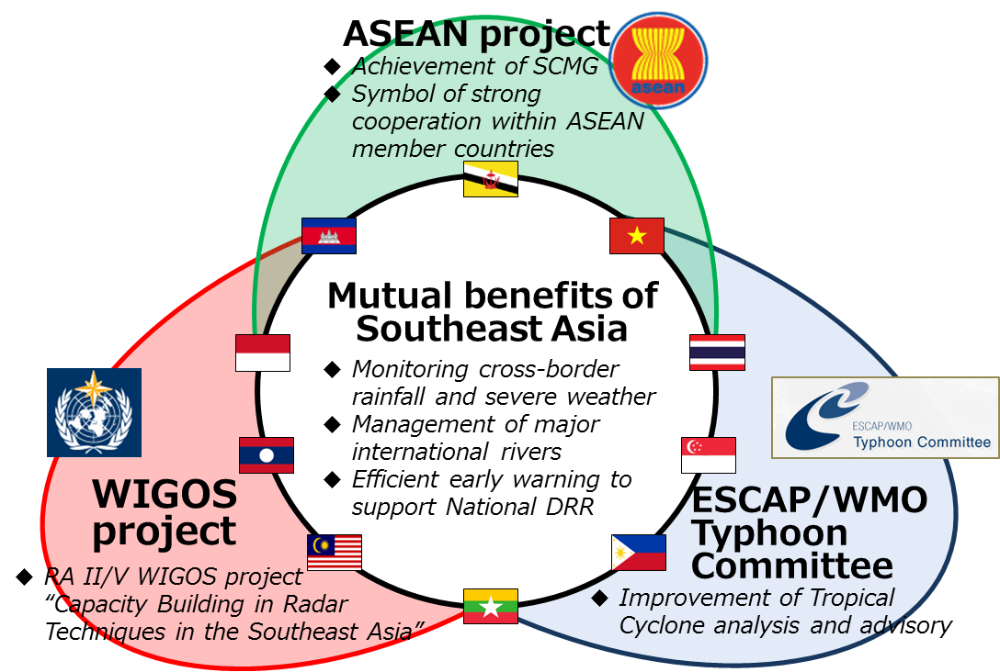 ASEAN project
◆ Achievement of SCMG
◆ Symbol of strong
cooperation within ASEAN
member countries
asean
Mutual benefits of
Southeast Asia
◆ Monitoring cross-border
rainfall and severe weather
◆ Management of major
international rivers
◆ Efficient early warning to
support National DRR
WIGOS
project
◆ RA II/V WIGOS project
“Capacity Building in Radar
Techniques in the Southeast Asia”
ESCAP/WMO
Typhoon Committee
ESCAP/WMO
Typhoon
Committee
◆ Improvement of Tropical
Cyclone analysis and advisory